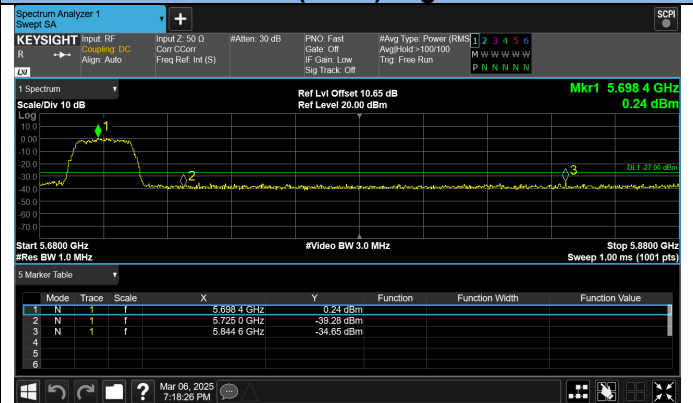 Spectrum Analyzer 1
Swept SA
+
SCPI
KEYSIGHT Input: RF Input Z: 50 Ω #Atten: 30 dB PNO: Fast #Avg Type: Power (RMS 1 2 3 4 5 6
R Coupling: DC Corr CCorr Gate: Off Avg|Hold:>100/100 M W W W W W
Align: Auto Freq Ref: Int (S) IF Gain: Low Trig: Free Run
Sig Track: Off P N N N N N
LXI
1 Spectrum Ref Lvl Offset 10.65 dB Mkr1 5.698 4 GHz
Scale/Div 10 dB Ref Level 20.00 dBm 0.24 dBm
Log
10.0
1
0.00
-10.0
-20.0
3 DL1 -27.00 dBm
-30.0 2
-40.0
-50.0
-60.0
-70.0
Start 5.6800 GHz #Video BW 3.0 MHz Stop 5.8800 GHz
#Res BW 1.0 MHz Sweep 1.00 ms (1001 pts)
5 Marker Table
Mode Trace Scale X Y Function Function Width Function Value
1 N 1 f 5.698 4 GHz 0.24 dBm
2 N 1 f 5.725 0 GHz -39.28 dBm
3 N 1 f 5.844 6 GHz -34.65 dBm
4
5
6
? Mar 06, 2025
7:18:26 PM